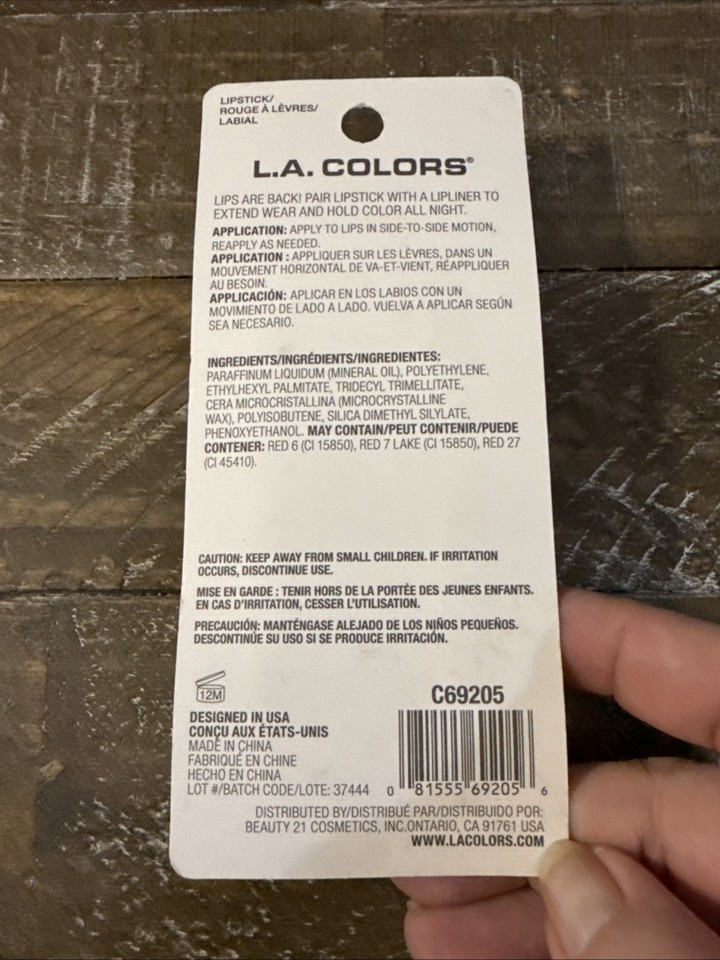 LIPSTICK/
ROUGE À LÈVRES/
LABIAL
L.A. COLORS®
LIPS ARE BACK! PAIR LIPSTICK WITH A LIPLINER TO
EXTEND WEAR AND HOLD COLOR ALL NIGHT.
APPLICATION: APPLY TO LIPS IN SIDE-TO-SIDE MOTION,
REAPPLY AS NEEDED.
APPLICATION : APPLIQUER SUR LES LÈVRES, DANS UN
MOUVEMENT HORIZONTAL DE VA-ET-VIENT, RÉAPPLIQUER
AU BESOIN.
APPLICACIÓN: APLICAR EN LOS LABIOS CON UN
MOVIMIENTO DE LADO A LADO. VUELVA A APLICAR SEGÚN
SEA NECESARIO.
INGREDIENTS/INGRÉDIENTS/INGREDIENTES:
PARAFFINUM LIQUIDUM (MINERAL OIL), POLYETHYLENE,
ETHYLHEXYL PALMITATE, TRIDECYL TRIMELLITATE,
CERA MICROCRISTALLINA (MICROCRYSTALLINE
WAX), POLYISOBUTENE, SILICA DIMETHYL SILYLATE,
PHENOXYETHANOL. MAY CONTAIN/PEUT CONTENIR/PUEDE
CONTENER: RED 6 (CI 15850), RED 7 LAKE (CI 15850), RED 27
(CI 45410).
CAUTION: KEEP AWAY FROM SMALL CHILDREN. IF IRRITATION
OCCURS, DISCONTINUE USE.
MISE EN GARDE : TENIR HORS DE LA PORTÉE DES JEUNES ENFANTS.
EN CAS D'IRRITATION, CESSER L'UTILISATION.
PRECAUCIÓN: MANTÉNGASE ALEJADO DE LOS NIÑOS PEQUEÑOS.
DESCONTINÚE SU USO SI SE PRODUCE IRRITACIÓN.
12M
DESIGNED IN USA
CONÇU AUX ÉTATS-UNIS
MADE IN CHINA
FABRIQUÉ EN CHINE
HECHO EN CHINA
LOT #/BATCH CODE/LOTE: 37444
C69205
0 81555 69205 6
DISTRIBUTED BY/DISTRIBUÉ PAR/DISTRIBUIDO POR:
BEAUTY 21 COSMETICS, INC.ONTARIO, CA 91761 USA
WWW.LACOLORS.COM